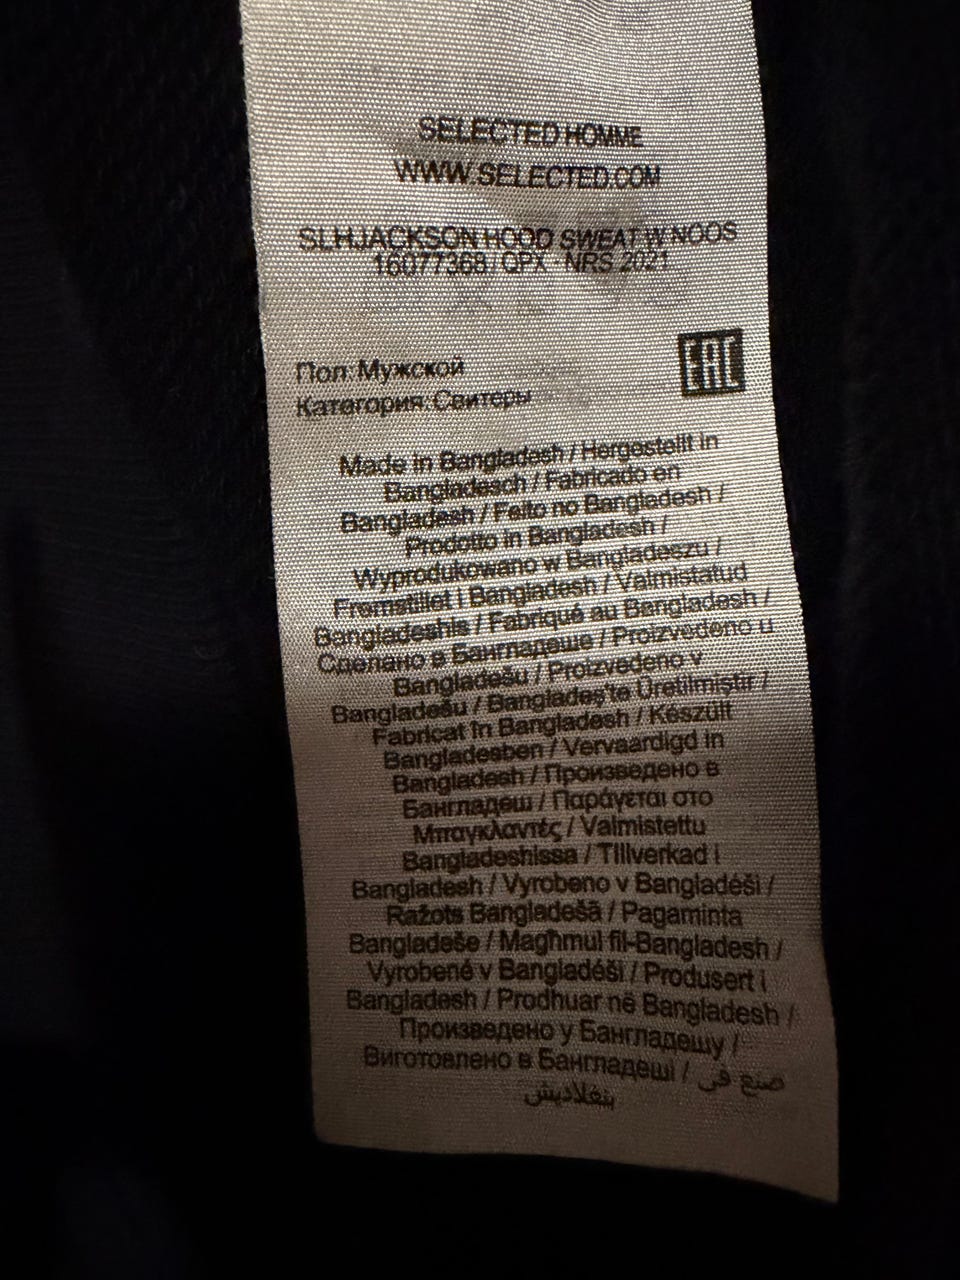 SELECTED HOMME
WWW.SELECTED.COM
SLHJACKSON HOOD SWEAT W NOOS
16077368 / QPX - NRS 2021
Пол: Мужской
EAC
Категория: Свитеры
Made in Bangladesh / Hergestellt in
Bangladesch / Fabricado en
Bangladesh / Feito no Bangladesh /
Prodotto in Bangladesh /
Wyprodukowano w Bangladeszu /
Fremstillet i Bangladesh / Valmistatud
Bangladeshis / Fabriqué au Bangladesh /
Сделано в Бангладеше / Proizvedeno u
Bangladešu / Proizvedeno v
Bangladešu / Bangladeş'te Üretilmiştir /
Fabricat în Bangladesh / Készült
Bangladesben / Vervaardigd in
Bangladesh / Произведено в
Бангладеш / Παράγεται στο
Μπαγκλαντές / Valmistettu
Bangladeshissa / Tillverkad i
Bangladesh / Vyrobeno v Bangladéši /
Ražots Bangladešā / Pagaminta
Bangladeše / Magħmul fil-Bangladesh /
Vyrobené v Bangladéši / Produsert i
Bangladesh / Prodhuar në Bangladesh /
Произведено у Бангладешу /
Виготовлено в Бангладеші / صنع في
بنغلاديش